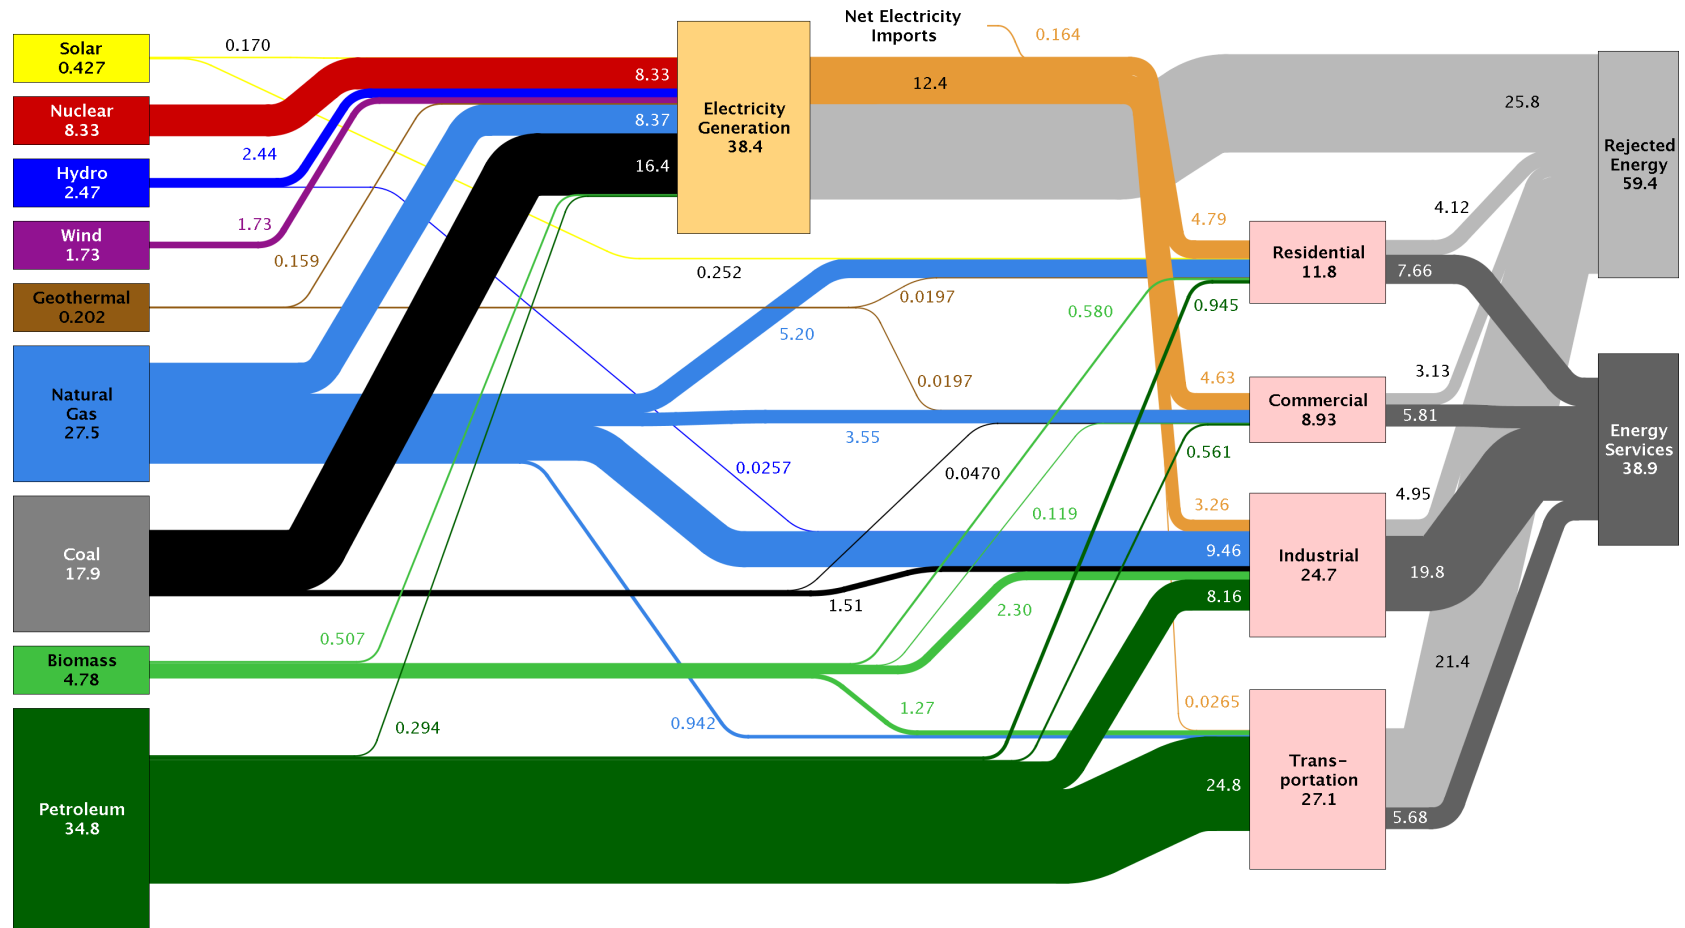 Net Electricity
Imports
0.164
Solar
0.427
0.170
Nuclear
8.33
8.33
12.4
25.8
Electricity
Generation
38.4
8.37
16.4
2.44
Hydro
2.47
Rejected
Energy
59.4
Wind
1.73
1.73
4.79
4.12
Residential
11.8
7.66
0.159
0.252
Geothermal
0.202
0.0197
0.580
0.945
5.20
Natural
Gas
27.5
0.0197
4.63
3.13
Commercial
8.93
5.81
3.55
0.561
Energy
Services
38.9
0.0257
0.0470
4.95
3.26
0.119
Coal
17.9
9.46
Industrial
24.7
19.8
8.16
1.51
2.30
0.507
Biomass
4.78
21.4
0.0265
1.27
0.942
0.294
Petroleum
34.8
24.8
Trans-
portation
27.1
5.68